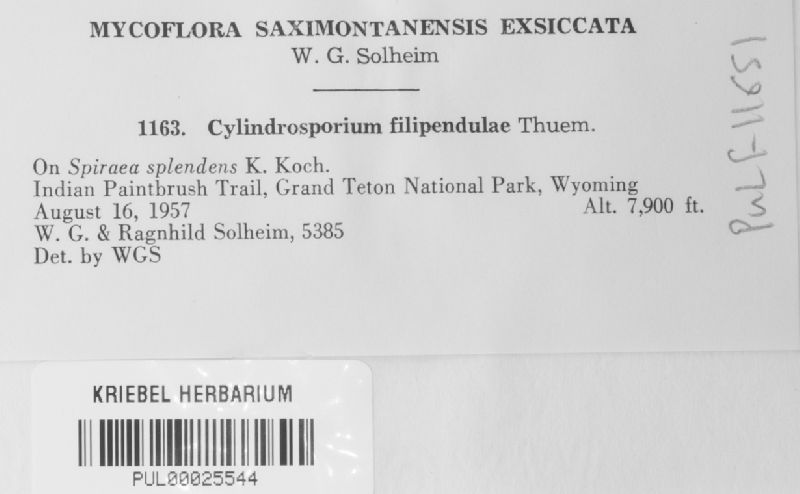 MYCOFLORA SAXIMONTANENSIS EXSICCATA
W. G. Solheim
1163. Cylindrosporium filipendulae Thuem.
On Spiraea splendens K. Koch.
Indian Paintbrush Trail, Grand Teton National Park, Wyoming
August 16, 1957 Alt. 7,900 ft.
W. G. & Ragnhild Solheim, 5385
Det. by WGS
PUL F-11651
KRIEBEL HERBARIUM
PUL00025544